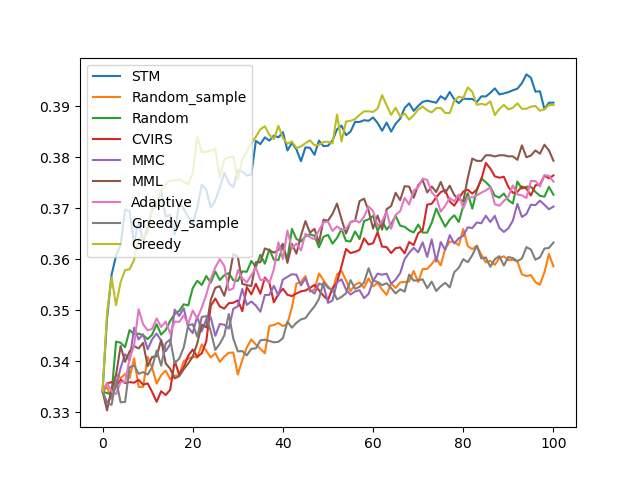 STM
Random_sample
Random
CVIRS
MMC
MML
Adaptive
Greedy_sample
Greedy
0.39
0.38
0.37
0.36
0.35
0.34
0.33
0 20 40 60 80 100